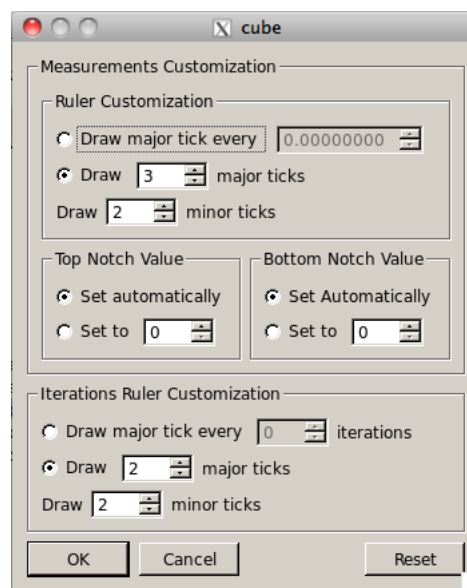 X cube
Measurements Customization
Ruler Customization
Draw major tick every 0.00000000
Draw 3 major ticks
Draw 2 minor ticks
Top Notch Value
Set automatically
Set to 0
Bottom Notch Value
Set Automatically
Set to 0
Iterations Ruler Customization
Draw major tick every 0 iterations
Draw 2 major ticks
Draw 2 minor ticks
OK Cancel Reset